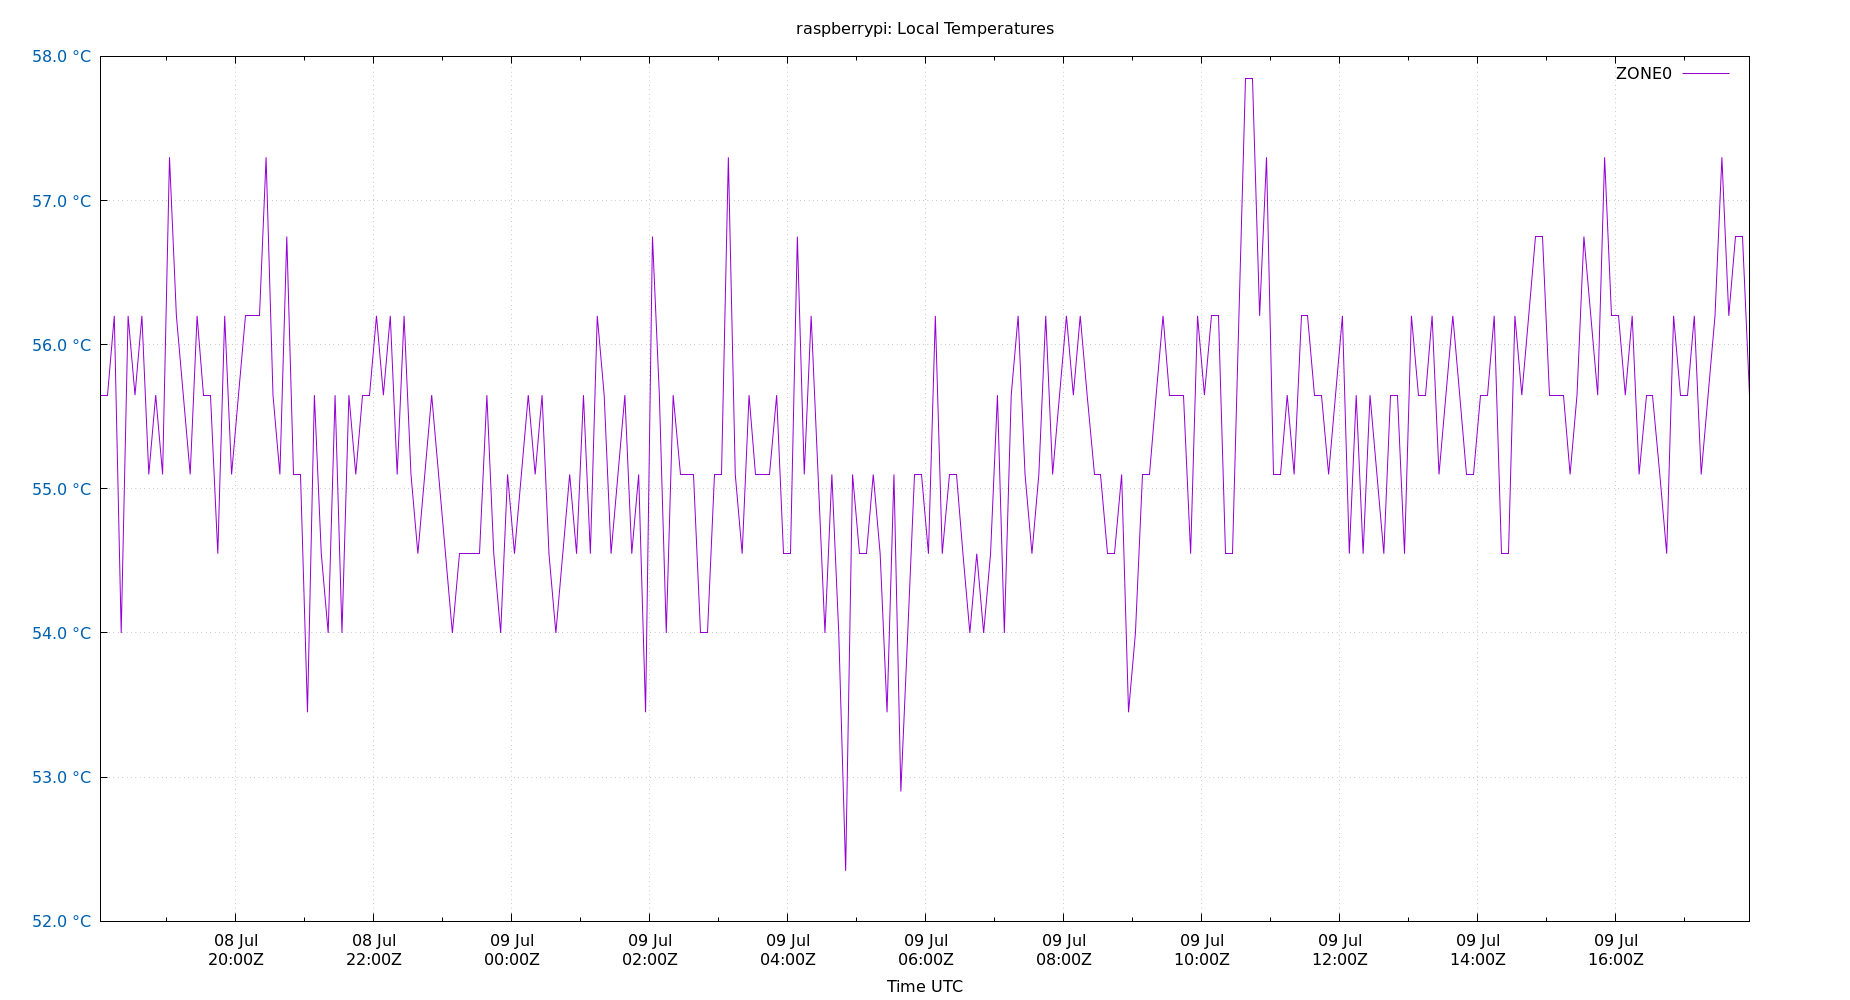 raspberrypi: Local Temperatures
58.0 °C
ZONE0
57.0 °C
56.0 °C
55.0 °C
54.0 °C
53.0 °C
52.0 °C
08 Jul 08 Jul 09 Jul 09 Jul 09 Jul 09 Jul 09 Jul 09 Jul 09 Jul 09 Jul 09 Jul
20:00Z 22:00Z 00:00Z 02:00Z 04:00Z 06:00Z 08:00Z 10:00Z 12:00Z 14:00Z 16:00Z
Time UTC